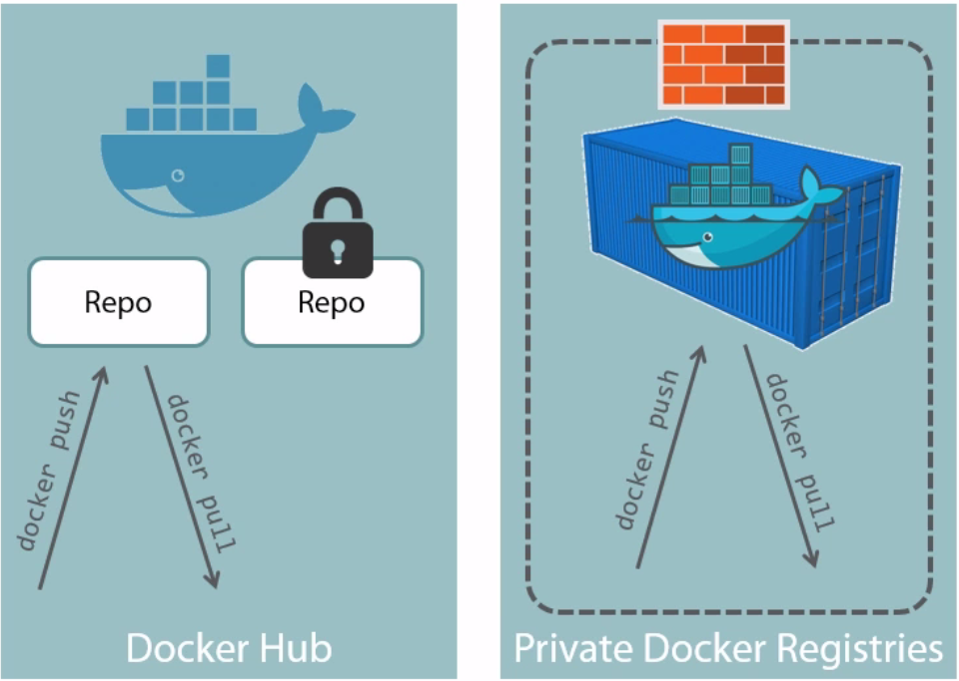 Repo
Repo
docker push
docker pull
Docker Hub
docker push
docker pull
Private Docker Registries